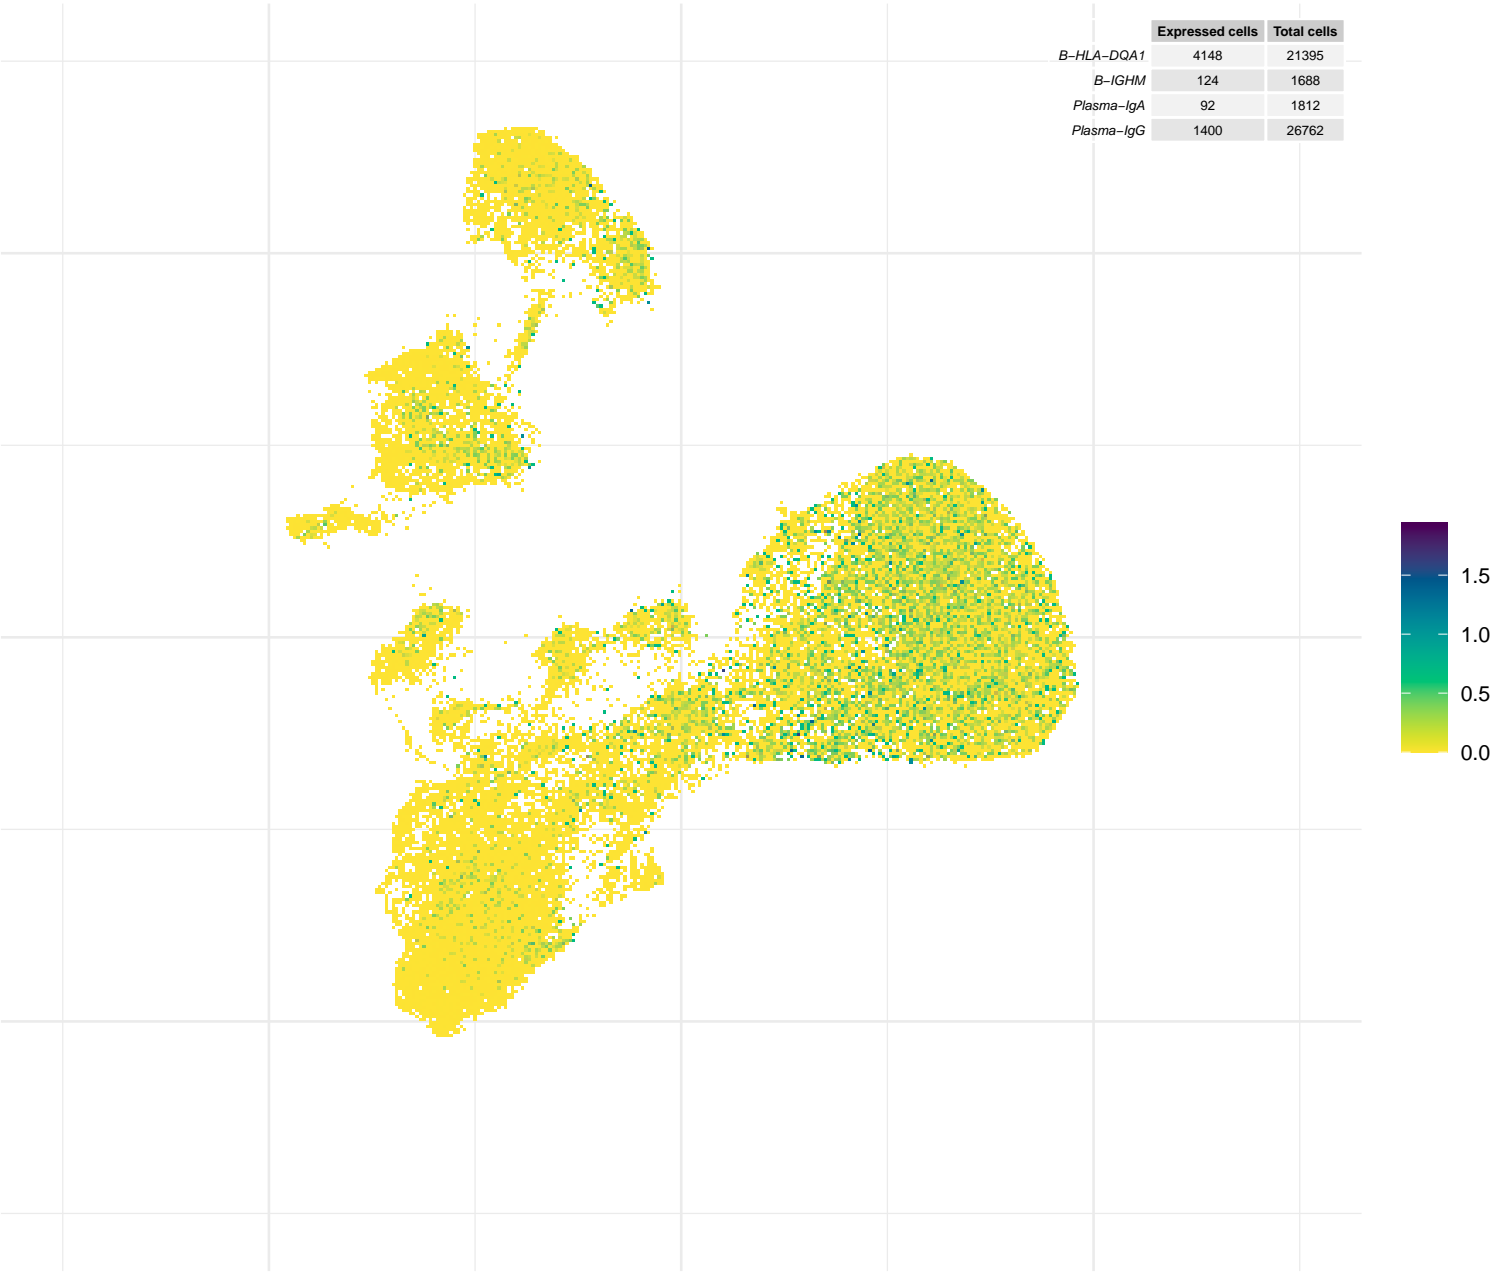 Expressed cells Total cells
B−HLA−DQA1 4148 21395
B−IGHM 124 1688
Plasma−IgA 92 1812
Plasma−IgG 1400 26762
1.5
1.0
0.5
0.0